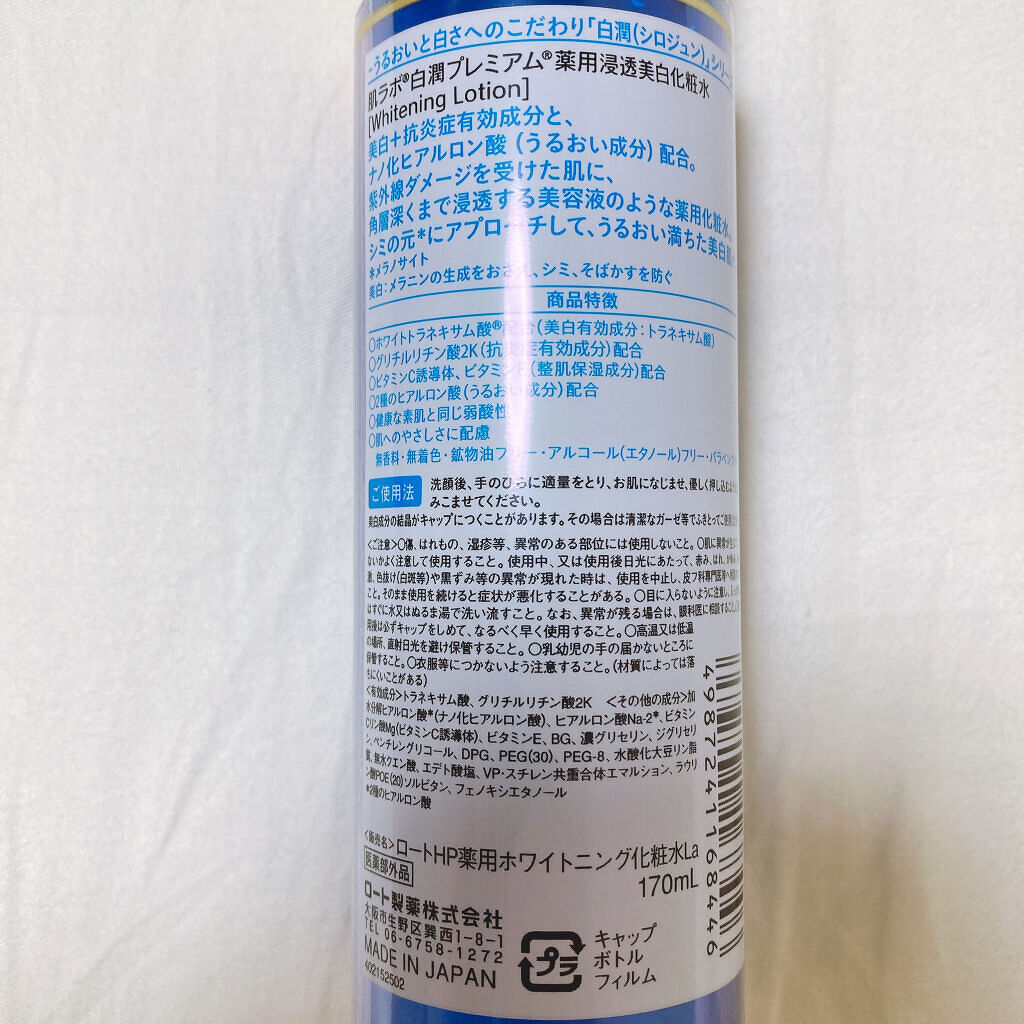 -うるおいと白さへのこだわり「白潤(シロジュン)」シリーズ
肌ラボ®白潤プレミアム®薬用浸透美白化粧水
[Whitening Lotion]
美白+抗炎症有効成分と、
ナノ化ヒアルロン酸(うるおい成分)配合。
紫外線ダメージを受けた肌に、
角層深くまで浸透する美容液のような薬用化粧水。
シミの元*にアプローチして、うるおい満ちた美白肌へ
*メラノサイト
美白:メラニンの生成をおさえ、シミ、そばかすを防ぐ
商品特徴
○ホワイトトラネキサム酸®配合(美白有効成分:トラネキサム酸)
○グリチルリチン酸2K(抗炎症有効成分)配合
○ビタミンC誘導体、ビタミンE(整肌保湿成分)配合
○2種のヒアルロン酸(うるおい成分)配合
○健康な素肌と同じ弱酸性
○肌へのやさしさに配慮
無香料・無着色・鉱物油フリー・アルコール(エタノール)フリー・パラベン
ご使用法 洗顔後、手のひらに適量をとり、お肌になじませ、優しく押し込むように
みこませてください。
美白成分の結晶がキャップにつくことがあります。その場合は清潔なガーゼ等でふきとってご使用
<ご注意>○傷、はれもの、湿疹等、異常のある部位には使用しないこと。○肌に異常が生じ
ないかよく注意して使用すること。使用中、又は使用後日光にあたって、赤み、はれ、かゆみ
激、色抜け(白斑等)や黒ずみ等の異常が現れた時は、使用を中止し、皮フ科専門医等へ相談
こと。そのまま使用を続けると症状が悪化することがある。○目に入らないように注意し、入った
はすぐに水又はぬるま湯で洗い流すこと。なお、異常が残る場合は、眼科医に相談すること。
用後は必ずキャップをしめて、なるべく早く使用すること。○高温又は低温
の場所、直射日光を避け保管すること。○乳幼児の手の届かないところに
保管すること。○衣服等につかないよう注意すること。(材質によっては落
ちにくいことがある)
<有効成分>トラネキサム酸、グリチルリチン酸2K <その他の成分>加
水分解ヒアルロン酸*(ナノ化ヒアルロン酸)、ヒアルロン酸Na-2*、ビタミン
Cリン酸Mg(ビタミンC誘導体)、ビタミンE、BG、濃グリセリン、ジグリセリ
ン、ペンチレングリコール、DPG、PEG(30)、PEG-8、水酸化大豆リン脂
質、無水クエン酸、エデト酸塩、VP・スチレン共重合体エマルション、ラウリ
ン酸POE(20)ソルビタン、フェノキシエタノール
*2種のヒアルロン酸
<販売名>ロートHP薬用ホワイトニング化粧水La
医薬部外品
170mL
ロート製薬株式会社
大阪市生野区巽西1-8-1
TEL 06-6758-1272
MADE IN JAPAN
402152502
プラ
キャップ
ボトル
フィルム
4987241168446